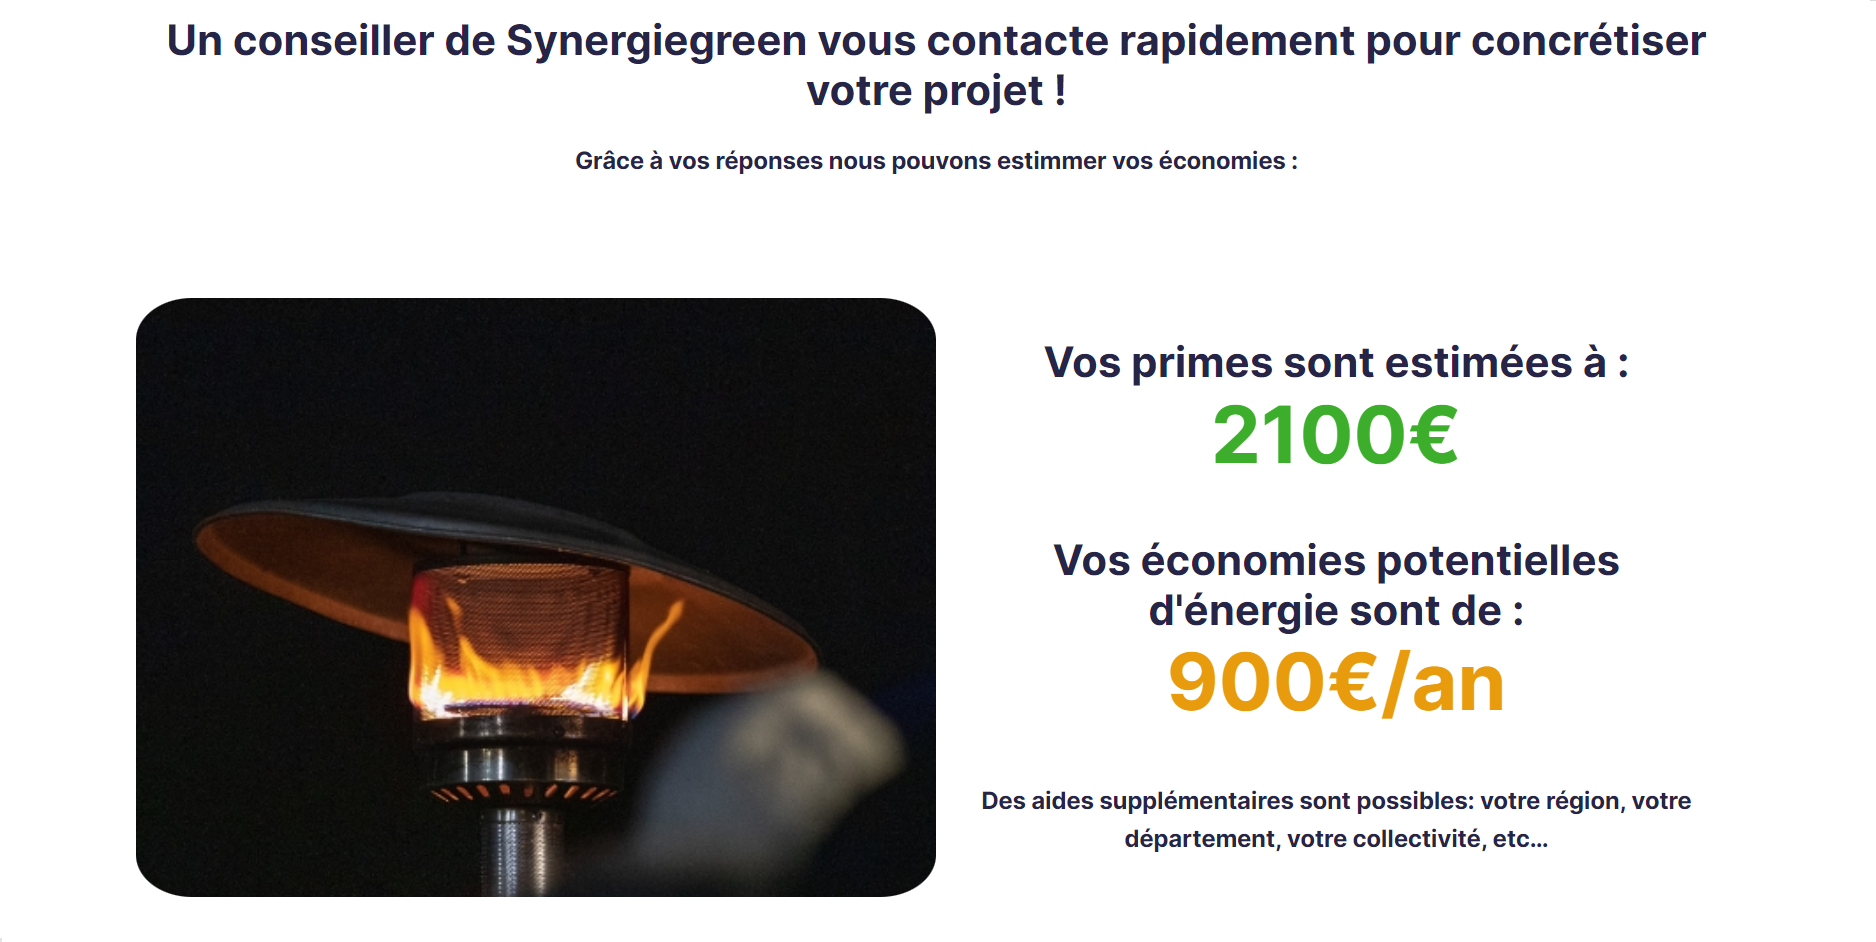 Un conseiller de Synergiegreen vous contacte rapidement pour concrétiser
votre projet !
Grâce à vos réponses nous pouvons estimmer vos économies :
Vos primes sont estimées à :
2100€
Vos économies potentielles
d'énergie sont de :
900€/an
Des aides supplémentaires sont possibles: votre région, votre
département, votre collectivité, etc...